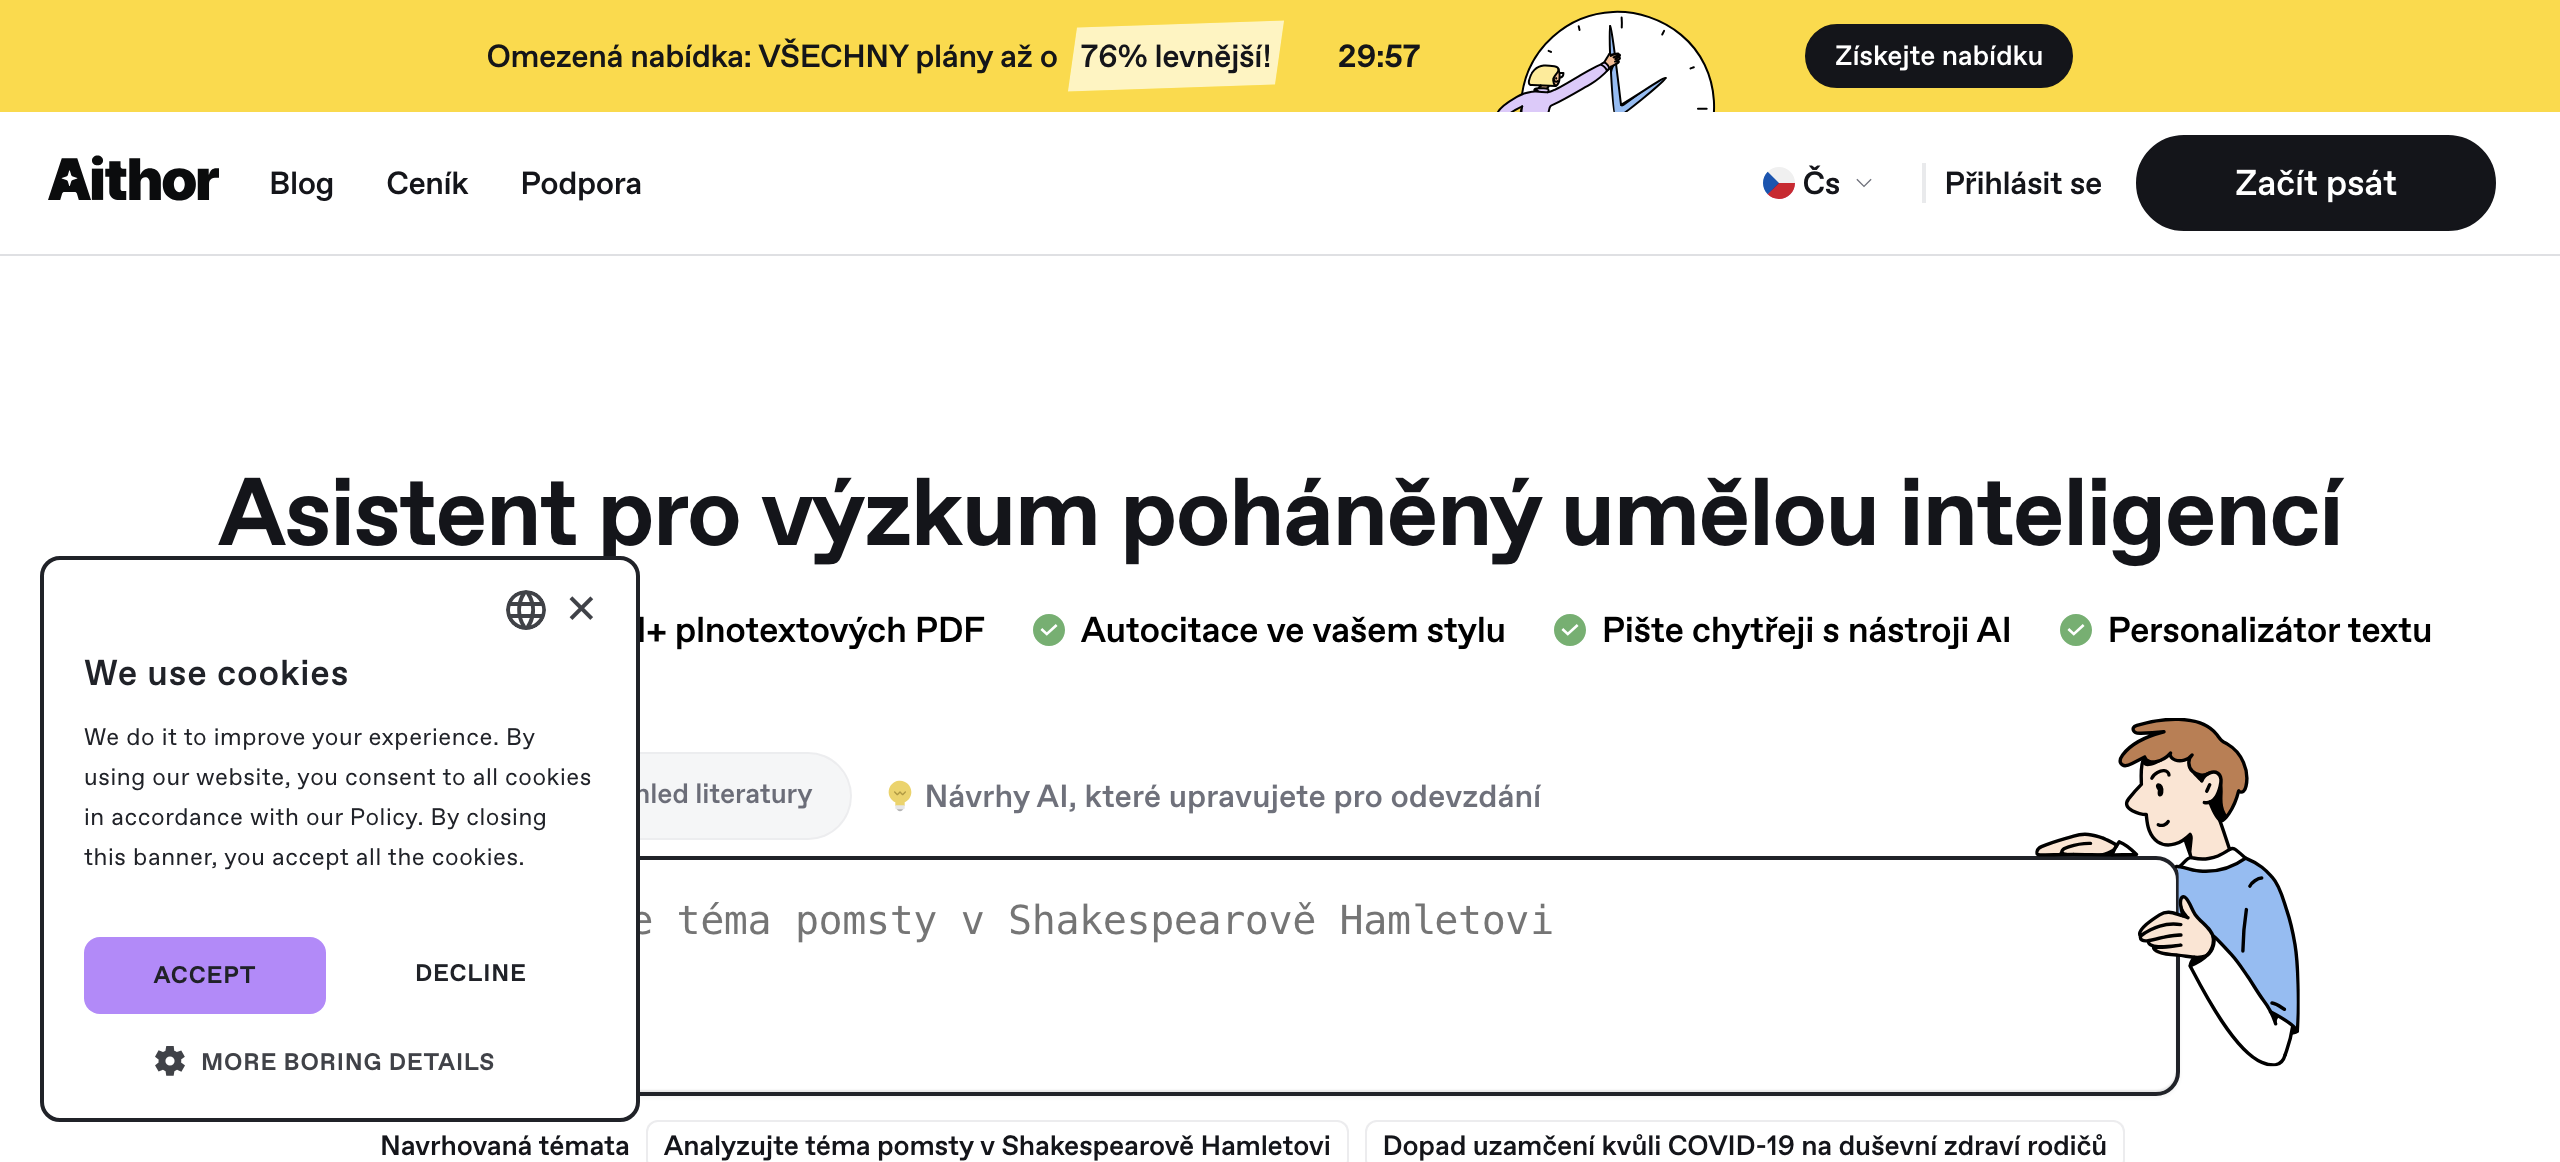 Omezená nabídka: VŠECHNY plány až o 76% levnější! 29:57 Získejte nabídku
Aithor Blog Ceník Podpora Čs Přihlásit se Začít psát
Asistent pro výzkum poháněný umělou inteligencí
+ plnotextových PDF Autocitace ve vašem stylu Pište chytřeji s nástroji AI Personalizátor textu
literatury Návrhy AI, které upravujete pro odevzdání
téma pomsty v Shakespearově Hamletovi
We use cookies
We do it to improve your experience. By
using our website, you consent to all cookies
in accordance with our Policy. By closing
this banner, you accept all the cookies.
ACCEPT DECLINE
MORE BORING DETAILS
Navrhovaná témata Analyzujte téma pomsty v Shakespearově Hamletovi Dopad uzamčení kvůli COVID-19 na duševní zdraví rodičů